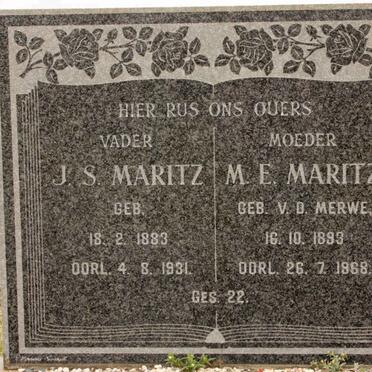 HIER RUS ONS OUERS
VADER MOEDER
J. S. MARITZ M. E. MARITZ
GEB. GEB. V. D. MERWE.
18. 2. 1883 16. 10. 1893
OORL. 4. 8. 1931. OORL. 26. 7. 1968.
GES. 22.